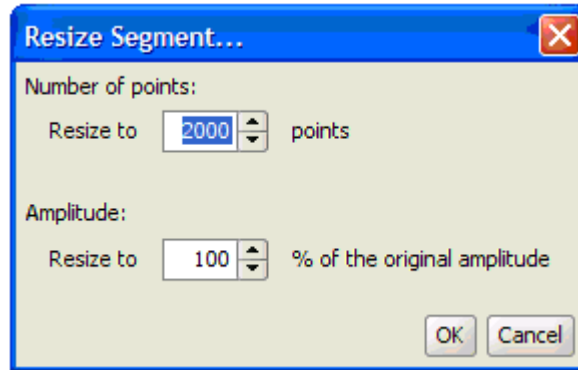 Resize Segment...
Number of points:
Resize to 2000 points
Amplitude:
Resize to 100 % of the original amplitude
OK Cancel